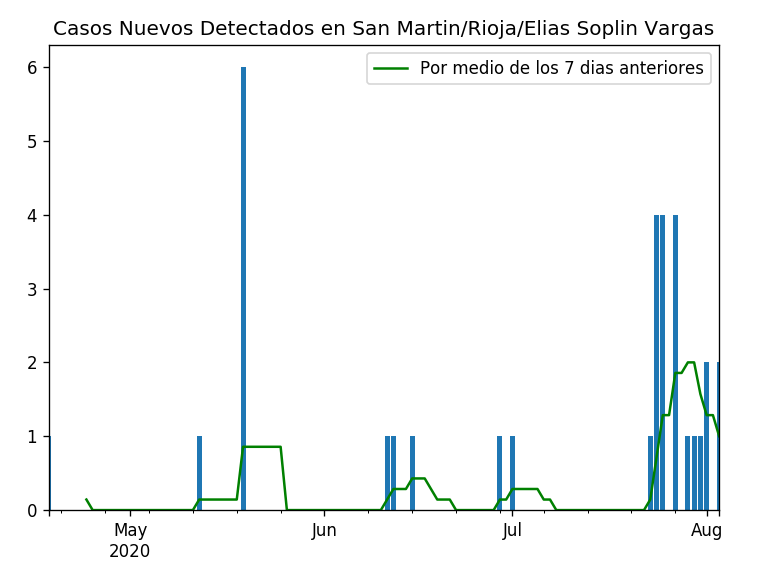 Casos Nuevos Detectados en San Martin/Rioja/Elias Soplin Vargas
Por medio de los 7 dias anteriores
6
5
4
3
2
1
0
May Jun Jul Aug
2020